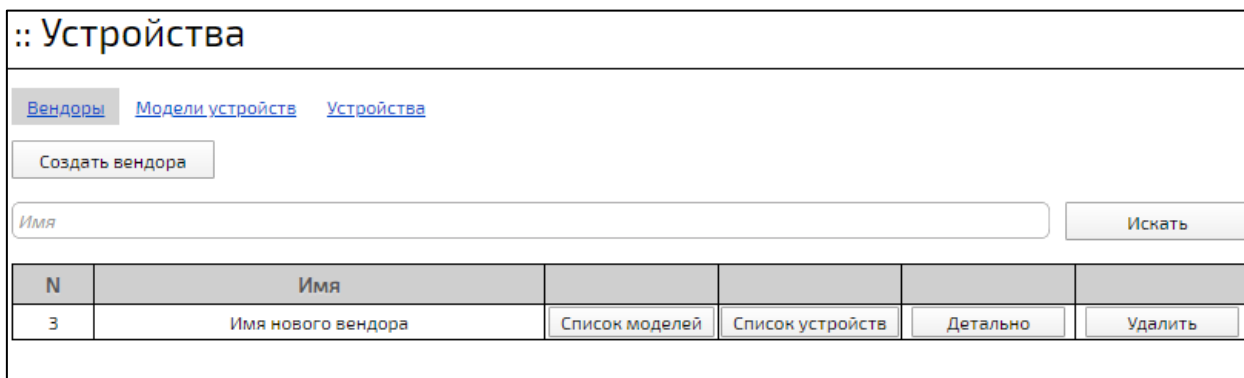 :: Устройства
Вендоры Модели устройств Устройства
Создать вендора
Имя Искать
N Имя
3 Имя нового вендора Список моделей Список устройств Детально Удалить